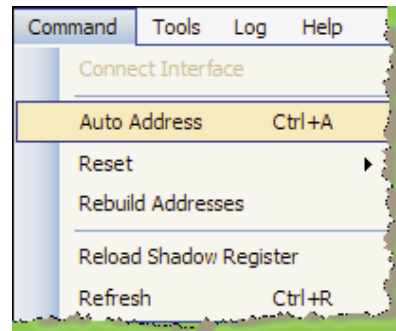 Command Tools Log Help
Connect Interface
Auto Address Ctrl+A
Reset
Rebuild Addresses
Reload Shadow Register
Refresh Ctrl+R